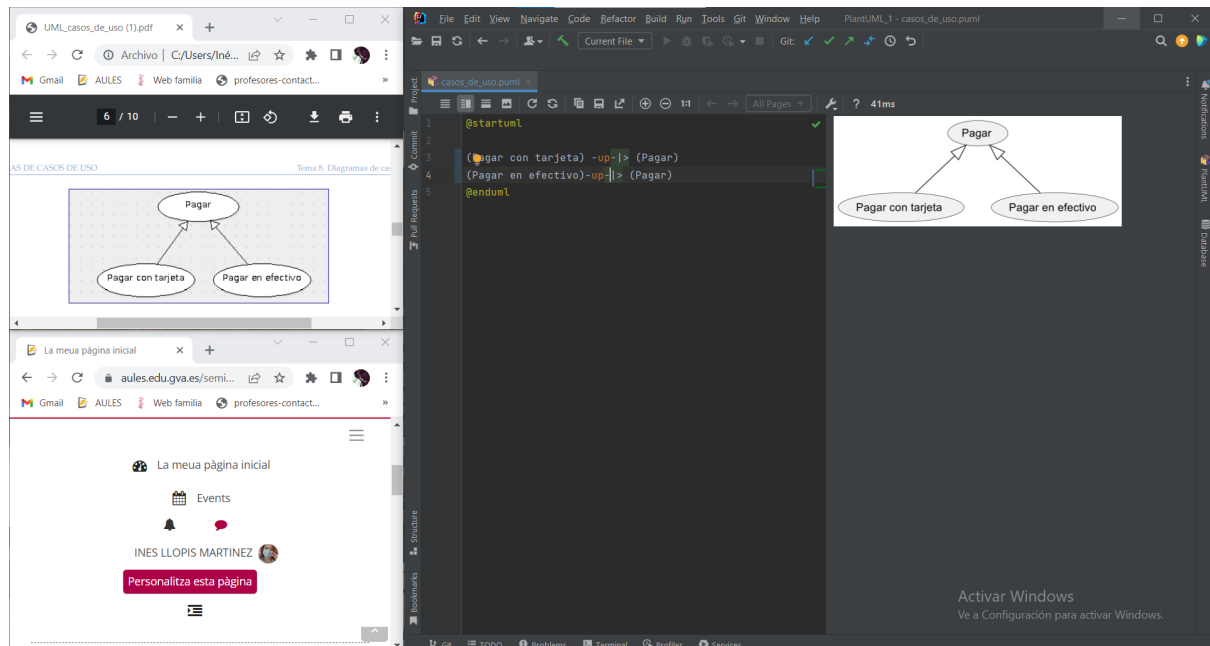 UML_casos_de_uso (1).pdf
Archivo | C:/Users/Iné...
Gmail AULES Web familia profesores-contact... »
6 / 10
AS DE CASOS DE USO Tema 8. Diagramas de cas
Pagar
Pagar con tarjeta Pagar en efectivo
La meua pàgina inicial
aules.edu.gva.es/semi...
Gmail AULES Web familia profesores-contact... »
La meua pàgina inicial
Events
INES LLOPIS MARTINEZ
Personalitza esta pàgina
File Edit View Navigate Code Refactor Build Run Tools Git Window Help PlantUML_1 - casos_de_uso.puml
Current File Git:
casos_de_uso.puml
1:1 All Pages ? 41ms
1 @startuml
2
3 (Pagar con tarjeta) -up-|> (Pagar)
4 (Pagar en efectivo)-up-|> (Pagar)
5 @enduml
Pagar
Pagar con tarjeta Pagar en efectivo
Project
Commit
Pull Requests
Structure
Bookmarks
Notifications
PlantUML
Database
Activar Windows
Ve a Configuración para activar Windows.
Git TODO Problems Terminal Profiler Services